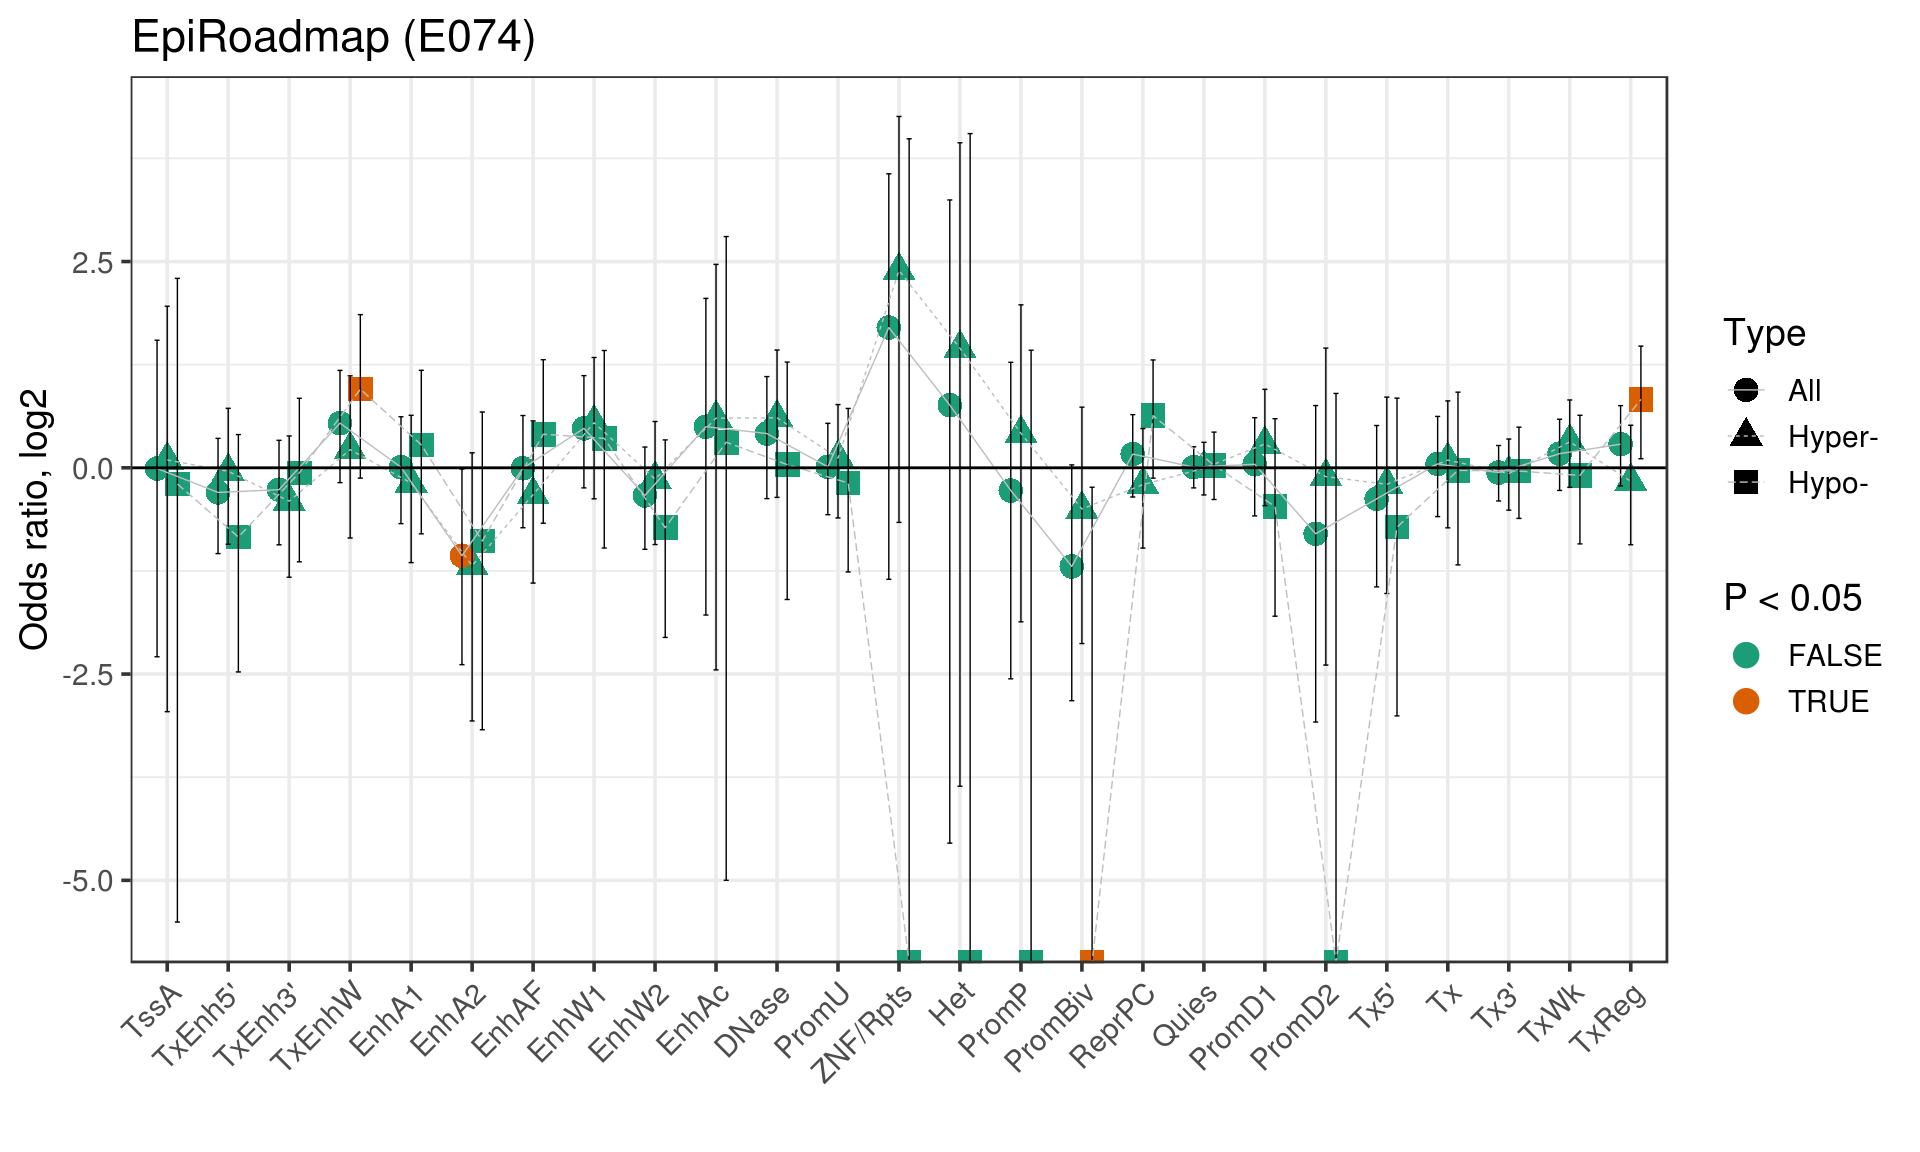 EpiRoadmap (E074)
Odds ratio, log2
2.5
0.0
-2.5
-5.0
TssA
TxEnh5'
TxEnh3'
TxEnhW
EnhA1
EnhA2
EnhAF
EnhW1
EnhW2
EnhAc
DNase
PromU
ZNF/Rpts
Het
PromP
PromBiv
ReprPC
Quies
PromD1
PromD2
Tx5'
Tx
Tx3'
TxWk
TxReg
Type
All
Hyper-
Hypo-
P < 0.05
FALSE
TRUE